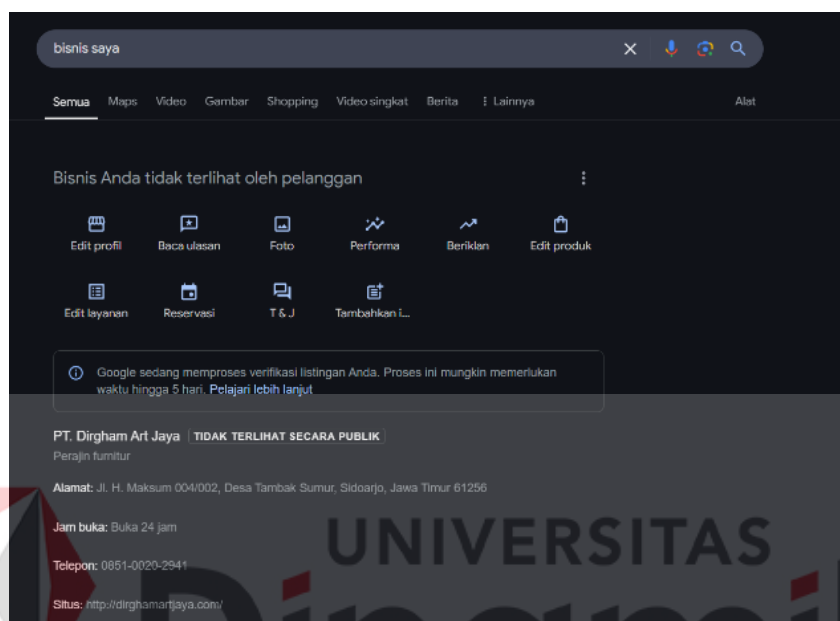 bisnis saya
Semua Maps Video Gambar Shopping Video singkat Berita Lainnya Alat
Bisnis Anda tidak terlihat oleh pelanggan
Edit profil Baca ulasan Foto Performa Beriklan Edit produk
Edit layanan Reservasi T & J Tambahkan i...
Google sedang memproses verifikasi listingan Anda. Proses ini mungkin memerlukan
waktu hingga 5 hari. Pelajari lebih lanjut
PT. Dirgham Art Jaya TIDAK TERLIHAT SECARA PUBLIK
Perajin furnitur
Alamat: Jl. H. Maksum 004/002, Desa Tambak Sumur, Sidoarjo, Jawa Timur 61256
Jam buka: Buka 24 jam
UNIVERSITAS
Telepon: 0851-0020-2941
Situs: http://dirghamartjaya.com/